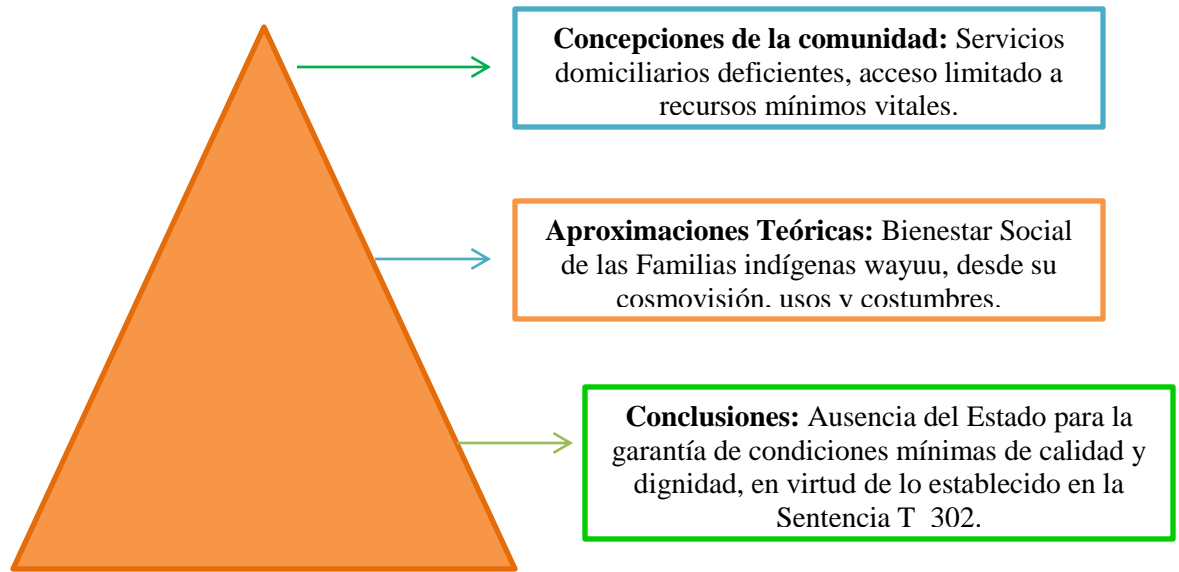 Concepciones de la comunidad: Servicios
domiciliarios deficientes, acceso limitado a
recursos mínimos vitales.
Aproximaciones Teóricas: Bienestar Social
de las Familias indígenas wayuu, desde su
cosmovisión, usos y costumbres.
Conclusiones: Ausencia del Estado para la
garantía de condiciones mínimas de calidad y
dignidad, en virtud de lo establecido en la
Sentencia T 302.